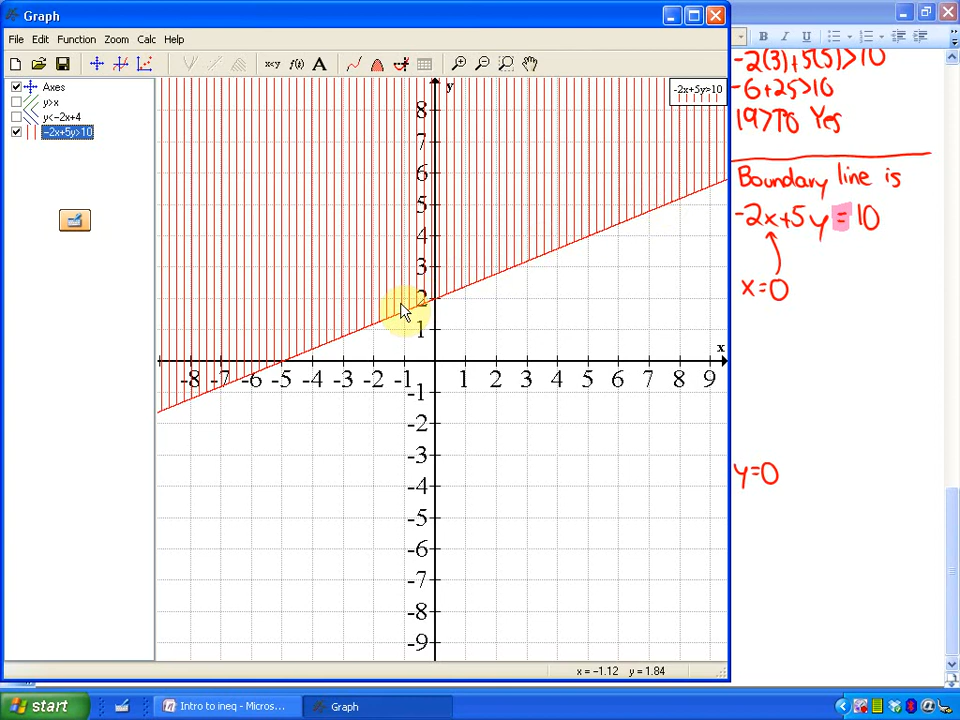 Graph
File Edit Function Zoom Calc Help
B I U
Axes
y>x
y<-2x+4
-2x+5y>10
-2x+5y>10
y
8
7
6
5
4
3
2
1
x
-8 -7 -6 -5 -4 -3 -2 -1 1 2 3 4 5 6 7 8 9
-1
-2
-3
-4
-5
-6
-7
-8
-9
-2(3)+5(5)>10
-6+25>10
19>10 Yes
Boundary line is
-2x+5y=10
x=0
y=0
x = -1.12 y = 1.84
start
Intro to ineq - Micros...
Graph